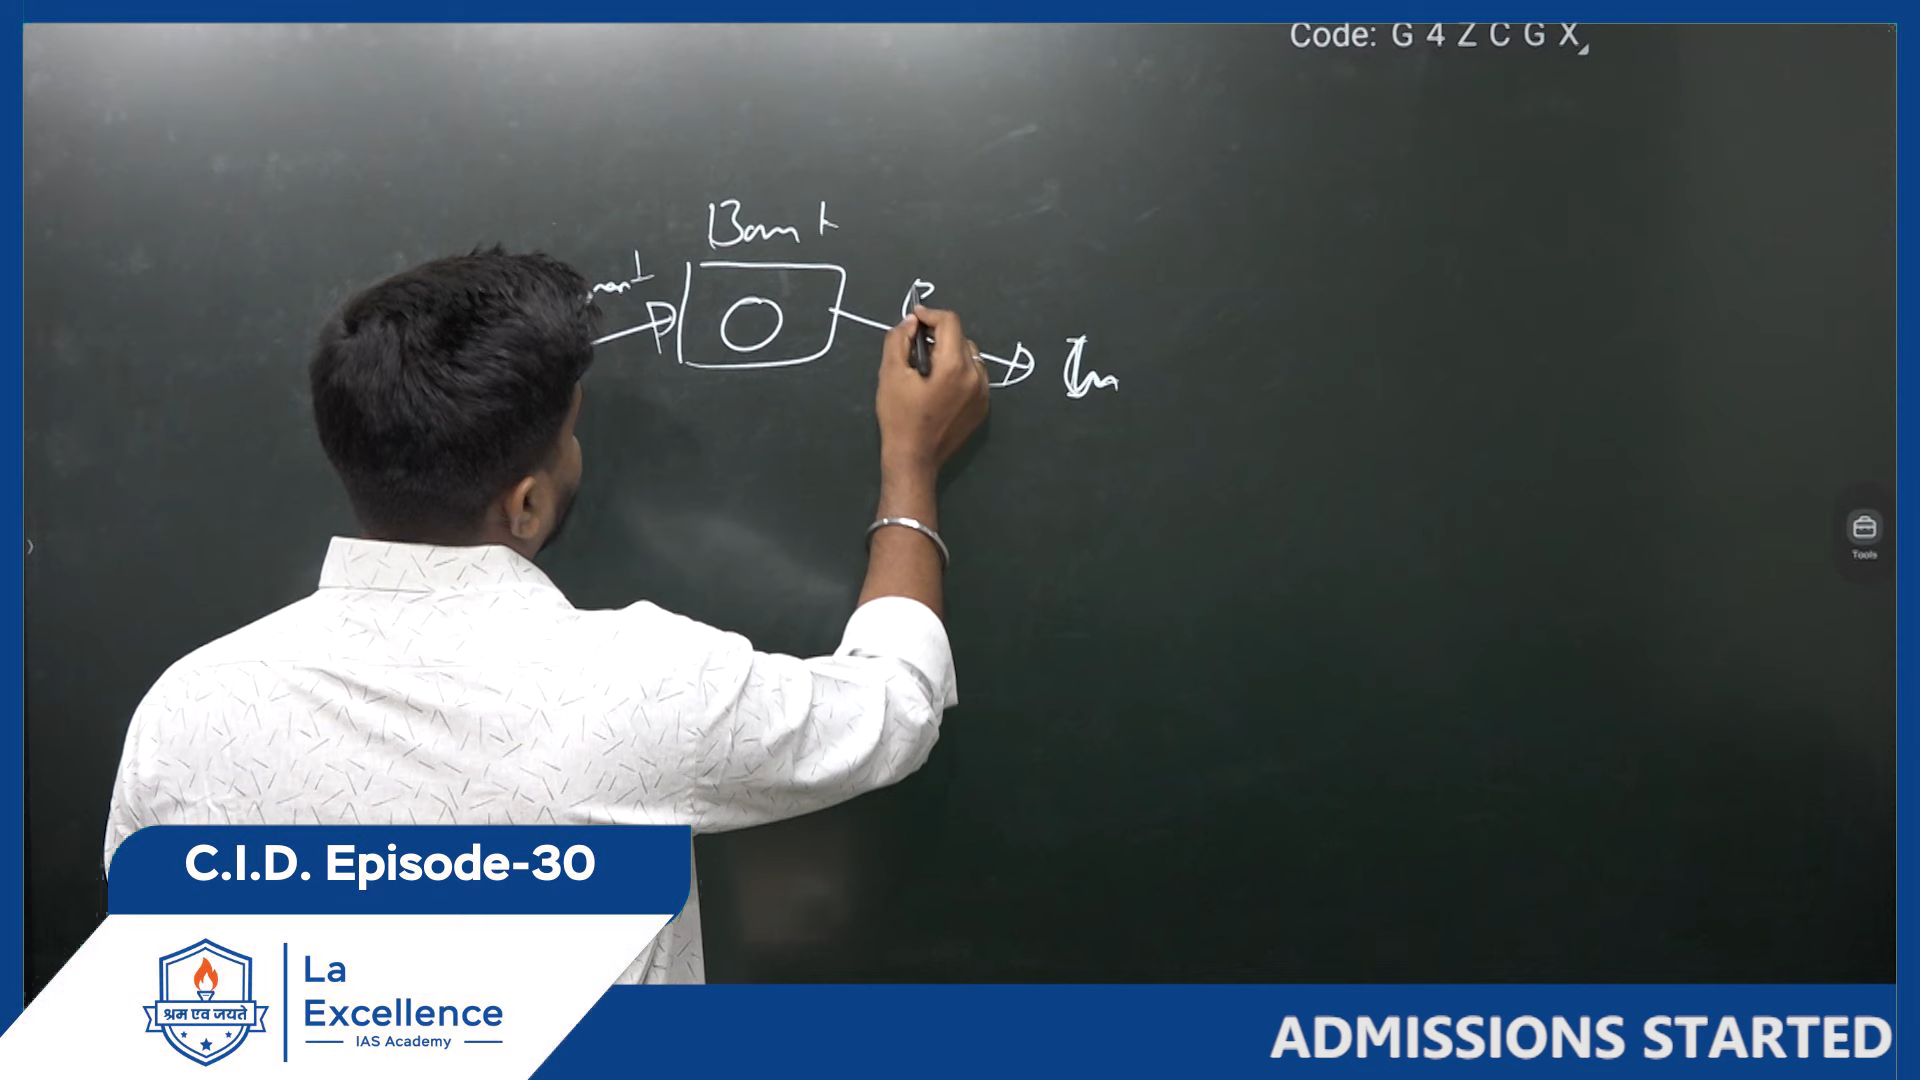 Code: G 4 Z C G X
Bank
Tools
C.I.D. Episode-30
La
Excellence
IAS Academy
श्रम एव जयते
ADMISSIONS STARTED